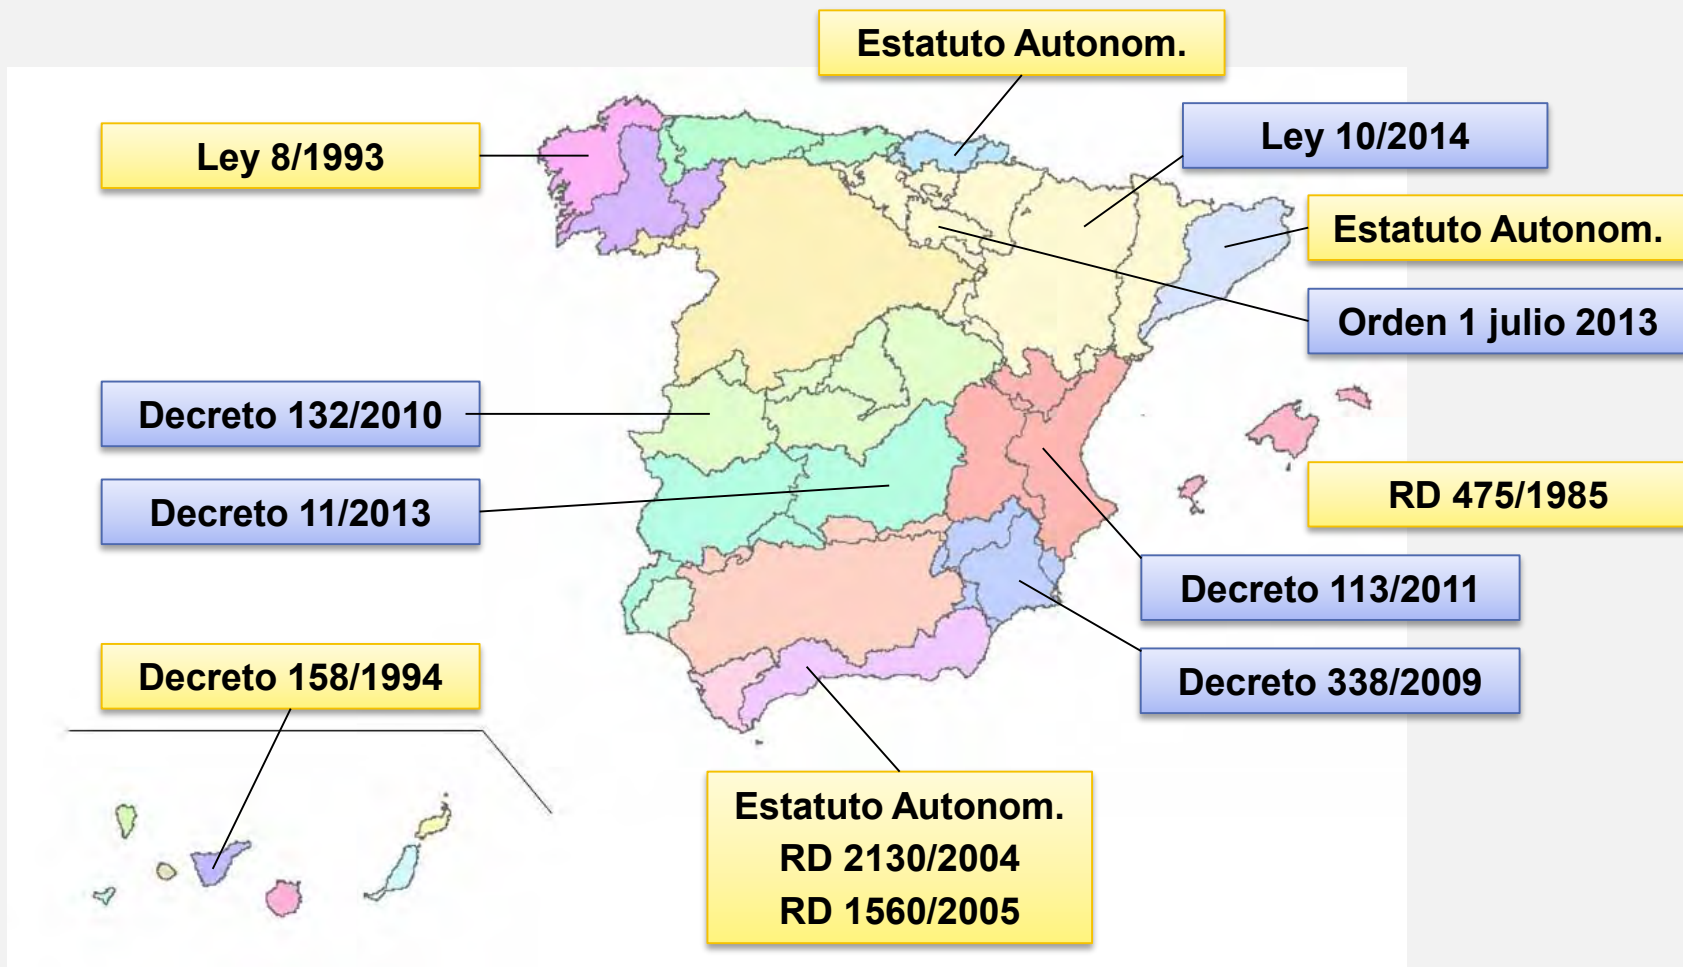 Estatuto Autonom.
Ley 8/1993
Ley 10/2014
Estatuto Autonom.
Orden 1 julio 2013
Decreto 132/2010
Decreto 11/2013
RD 475/1985
Decreto 113/2011
Decreto 158/1994
Decreto 338/2009
Estatuto Autonom.
RD 2130/2004
RD 1560/2005